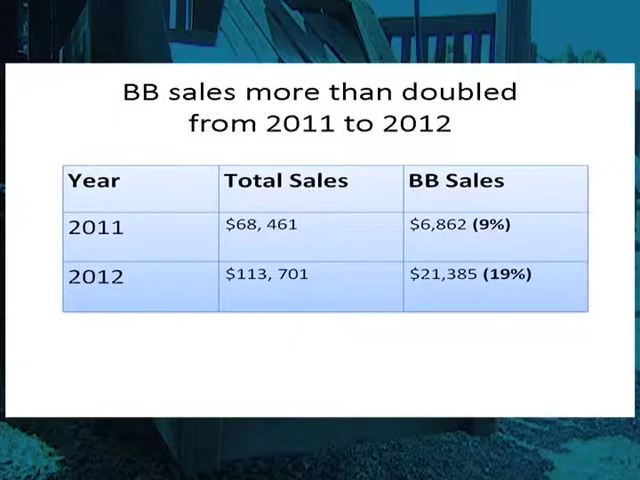 BB sales more than doubled
from 2011 to 2012
Year Total Sales BB Sales
2011 $68, 461 $6,862 (9%)
2012 $113, 701 $21,385 (19%)